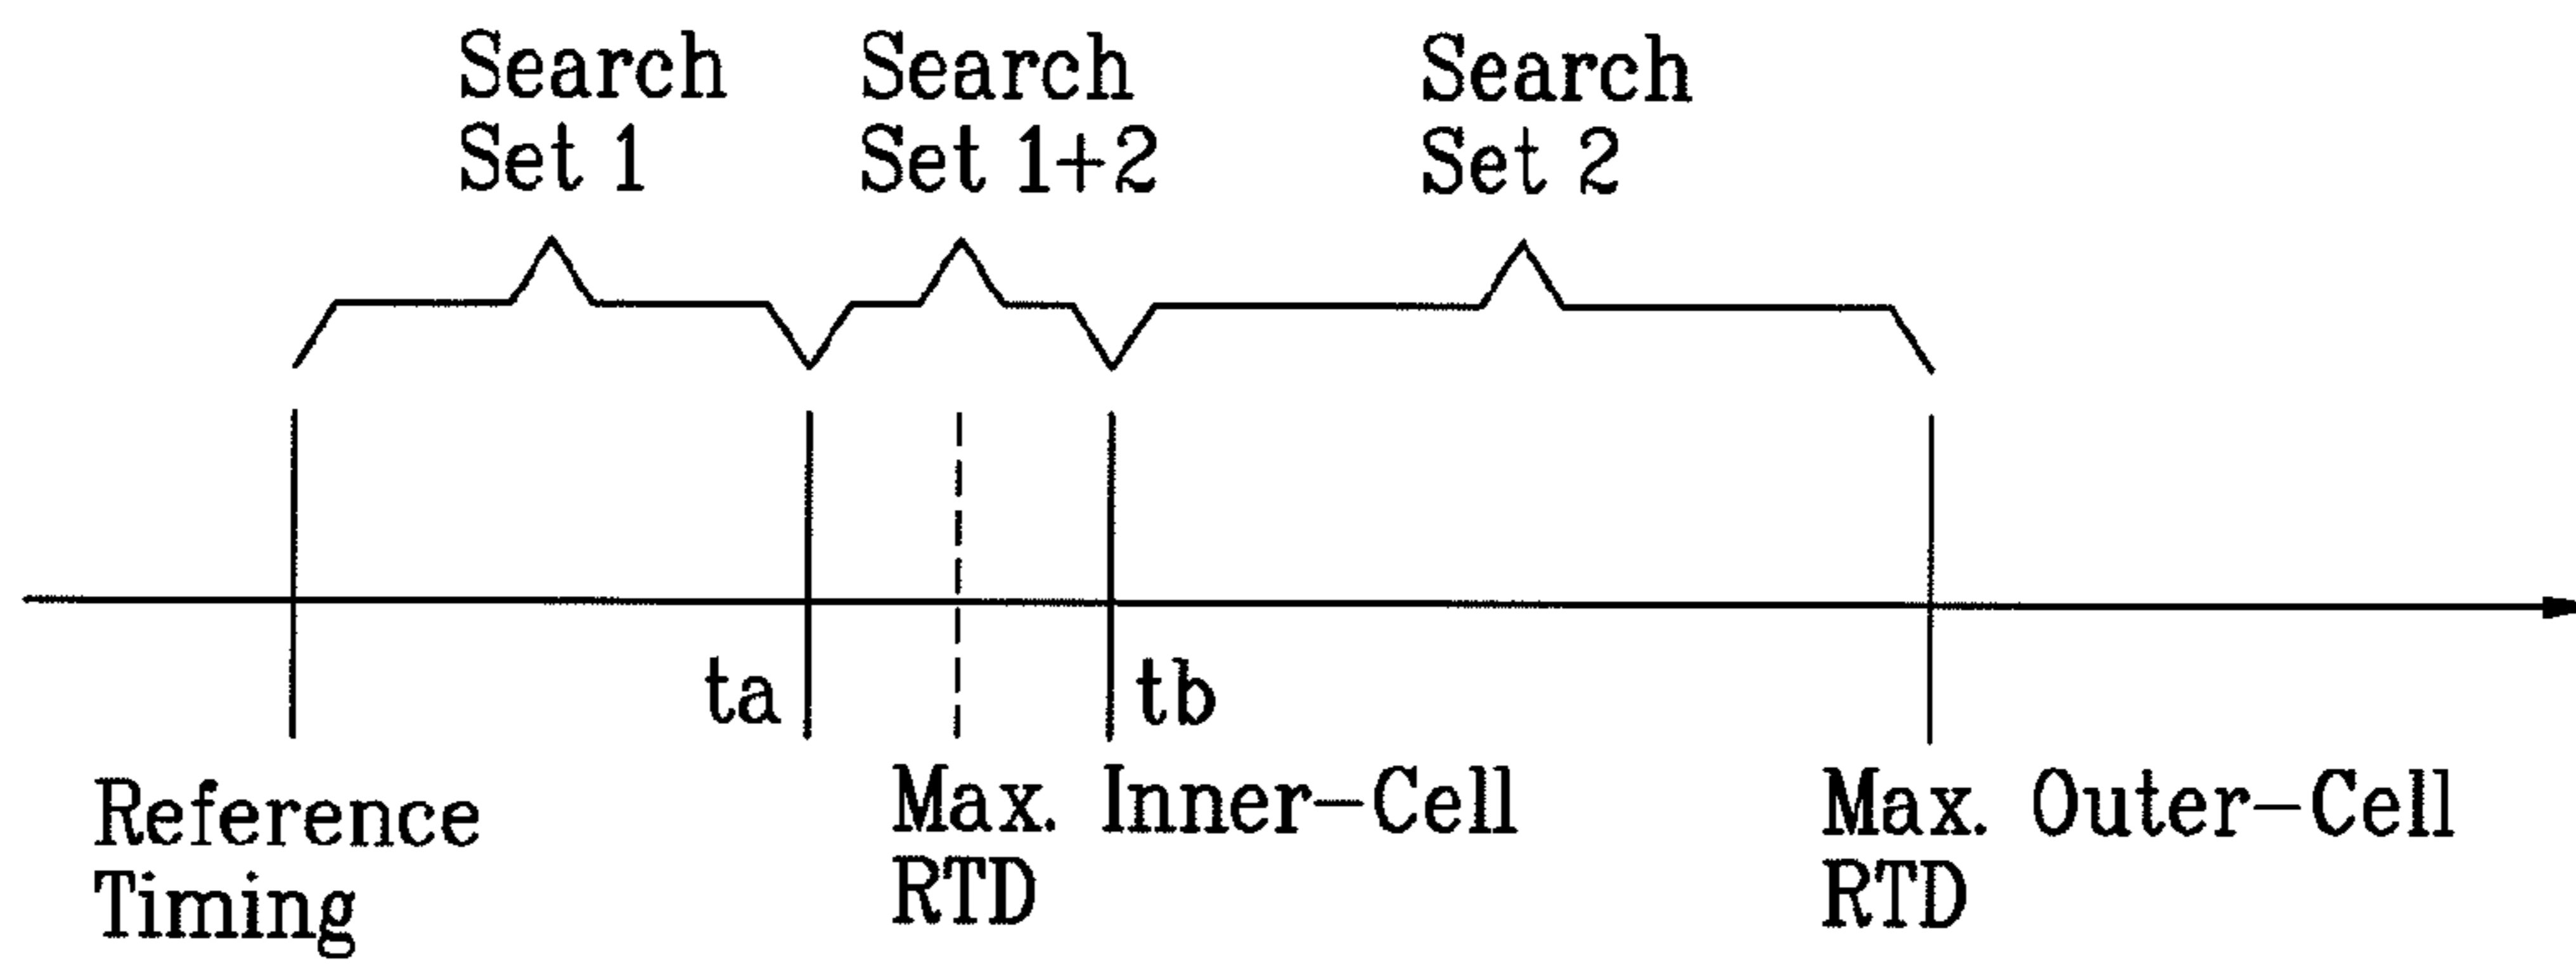 Search
Set 1
Search
Set 1+2
Search
Set 2
ta
tb
Reference
Timing
Max. Inner-Cell
RTD
Max. Outer-Cell
RTD